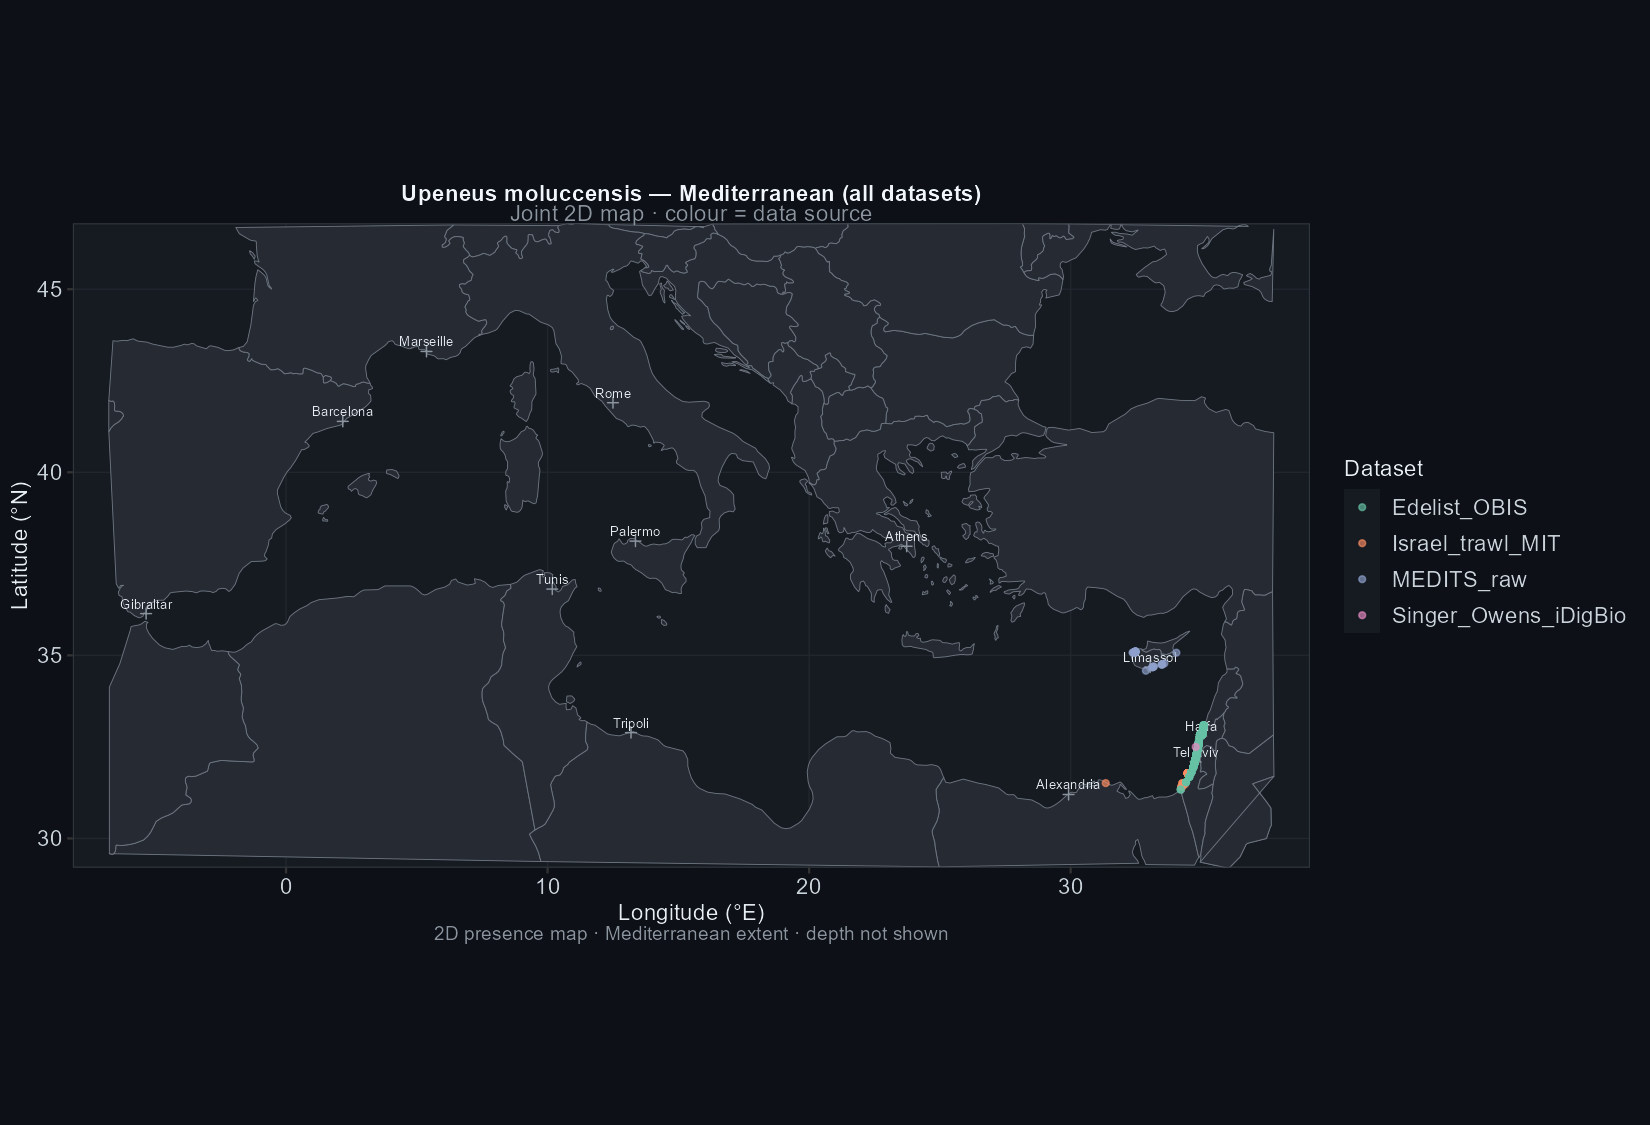 Upeneus moluccensis — Mediterranean (all datasets)
Joint 2D map · colour = data source
45
40
35
30
Latitude (°N)
Marseille
Barcelona
Rome
Palermo
Athens
Tunis
Gibraltar
Limassol
Tripoli
Haifa
Tel Aviv
Alexandria
0
10
20
30
Longitude (°E)
2D presence map · Mediterranean extent · depth not shown
Dataset
Edelist_OBIS
Israel_trawl_MIT
MEDITS_raw
Singer_Owens_iDigBio